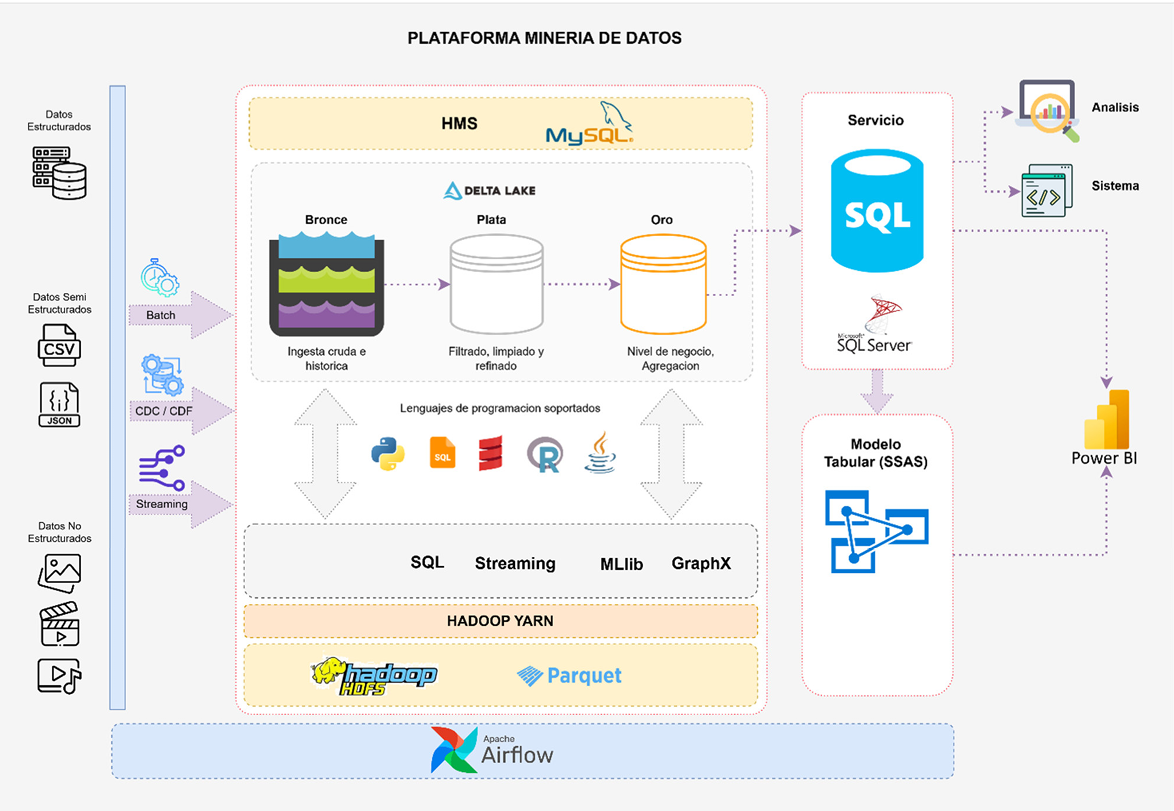 PLATAFORMA MINERIA DE DATOS
Datos
Estructurados
Datos Semi
Estructurados
CSV
{;}
JSON
Datos No
Estructurados
Batch
CDC / CDF
Streaming
HMS
MySQL®
DELTA LAKE
Bronce
Plata
Oro
Ingesta cruda e
historica
Filtrado, limpiado y
refinado
Nivel de negocio,
Agregacion
Lenguajes de programacion soportados
SQL
R
SQL
Streaming
MLlib
GraphX
HADOOP YARN
hadoop
HDFS
Parquet
Apache
Airflow
Servicio
SQL
Microsoft®
SQL Server
Modelo
Tabular (SSAS)
Analisis
</>
Sistema
Power BI